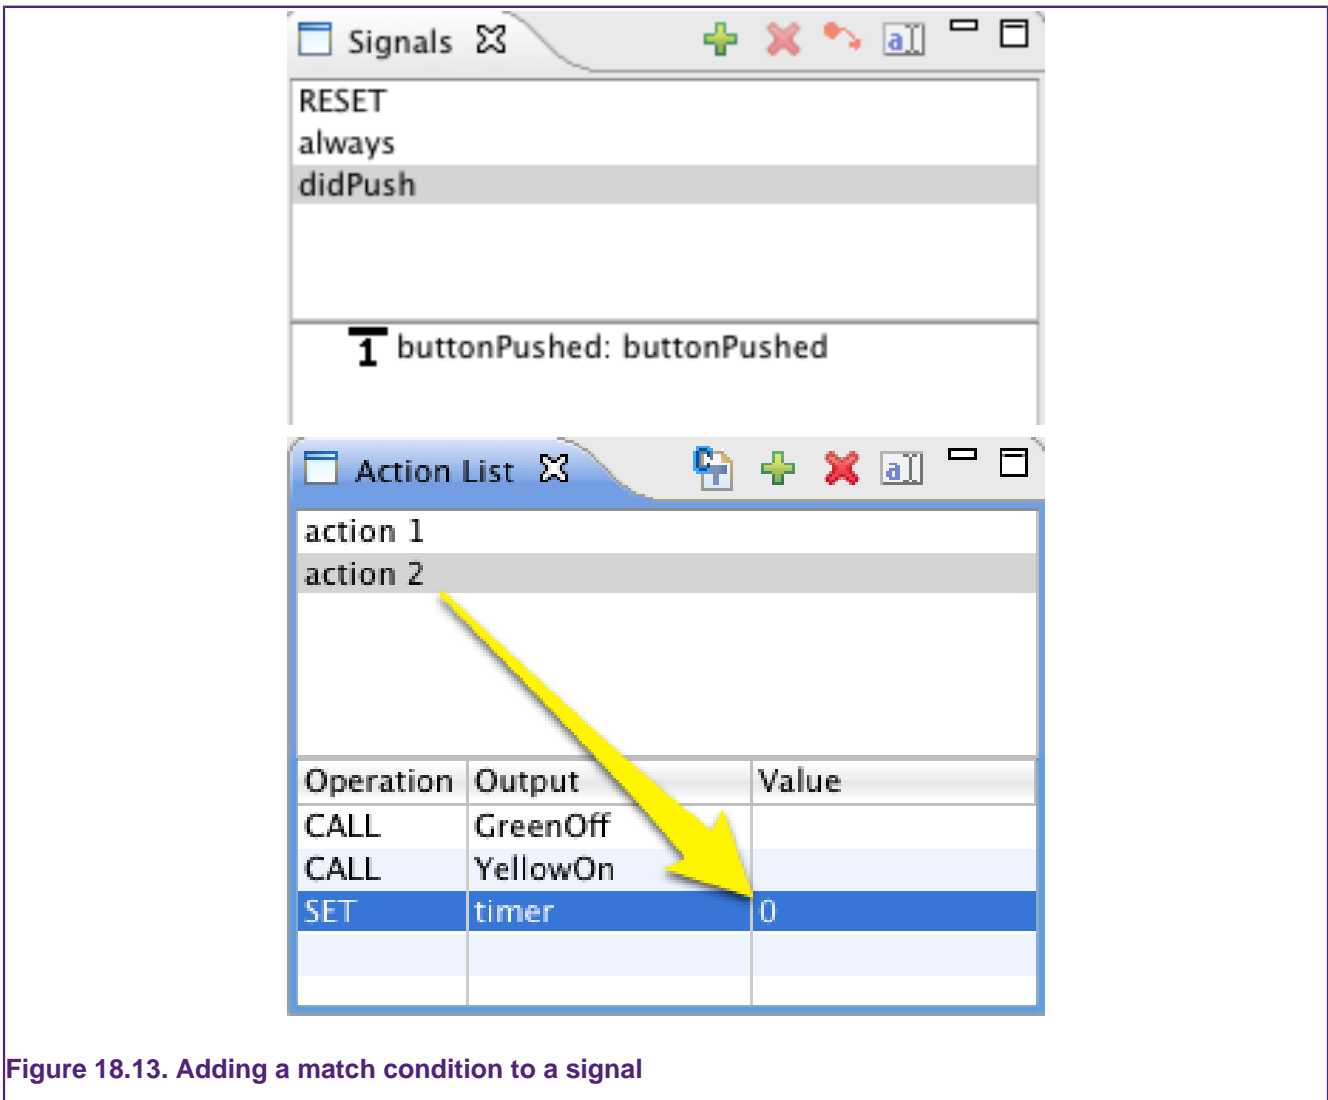 Signals
RESET
always
didPush
1 buttonPushed: buttonPushed
Action List
action 1
action 2
Operation Output Value
CALL GreenOff
CALL YellowOn
SET timer 0
Figure 18.13. Adding a match condition to a signal